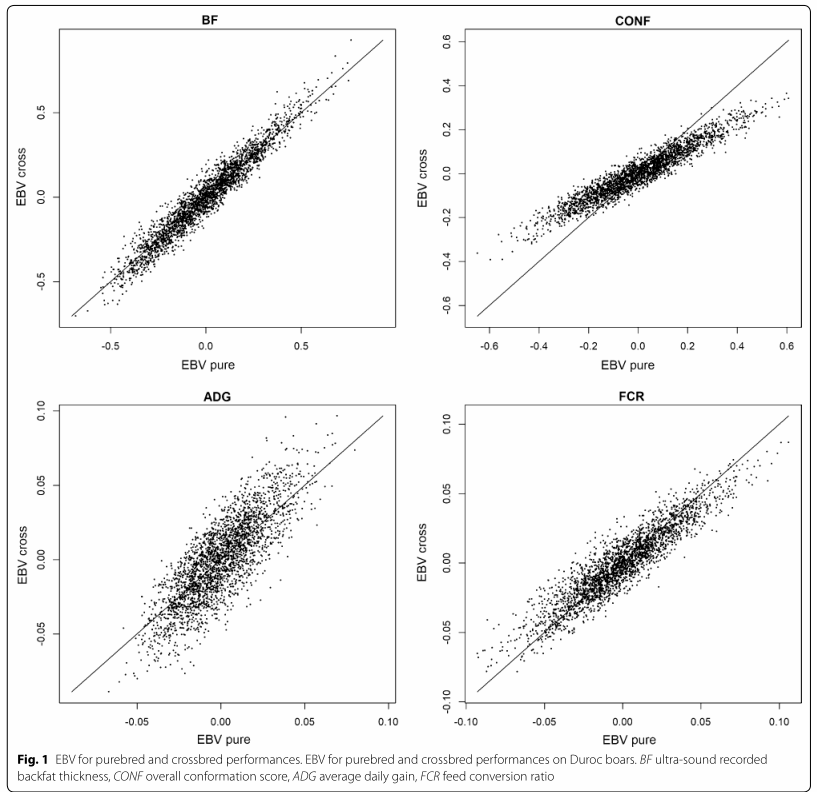 BF
0.5
0.0
-0.5
EBV cross
-0.5 0.0 0.5
EBV pure
CONF
0.6
0.4
0.2
0.0
-0.2
-0.4
-0.6
EBV cross
-0.6 -0.4 -0.2 0.0 0.2 0.4 0.6
EBV pure
ADG
0.10
0.05
0.00
-0.05
EBV cross
-0.05 0.00 0.05 0.10
EBV pure
FCR
0.10
0.05
0.00
-0.05
-0.10
EBV cross
-0.10 -0.05 0.00 0.05 0.10
EBV pure
Fig. 1 EBV for purebred and crossbred performances. EBV for purebred and crossbred performances on Duroc boars. BF ultra-sound recorded
backfat thickness, CONF overall conformation score, ADG average daily gain, FCR feed conversion ratio